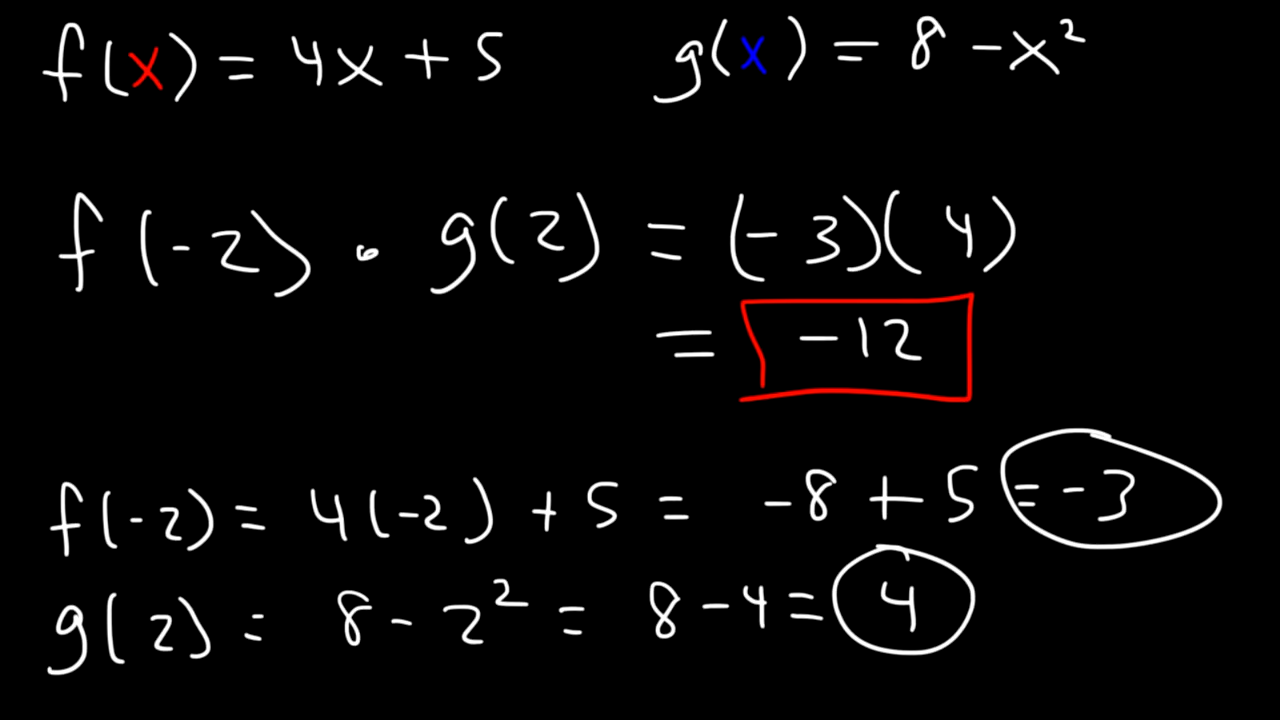 f(x) = 4x + 5 g(x) = 8 - x²
f(-2) · g(2) = (-3)(4)
= -12
f(-2) = 4(-2) + 5 = -8 + 5 = -3
g(2) = 8 - 2² = 8 - 4 = 4